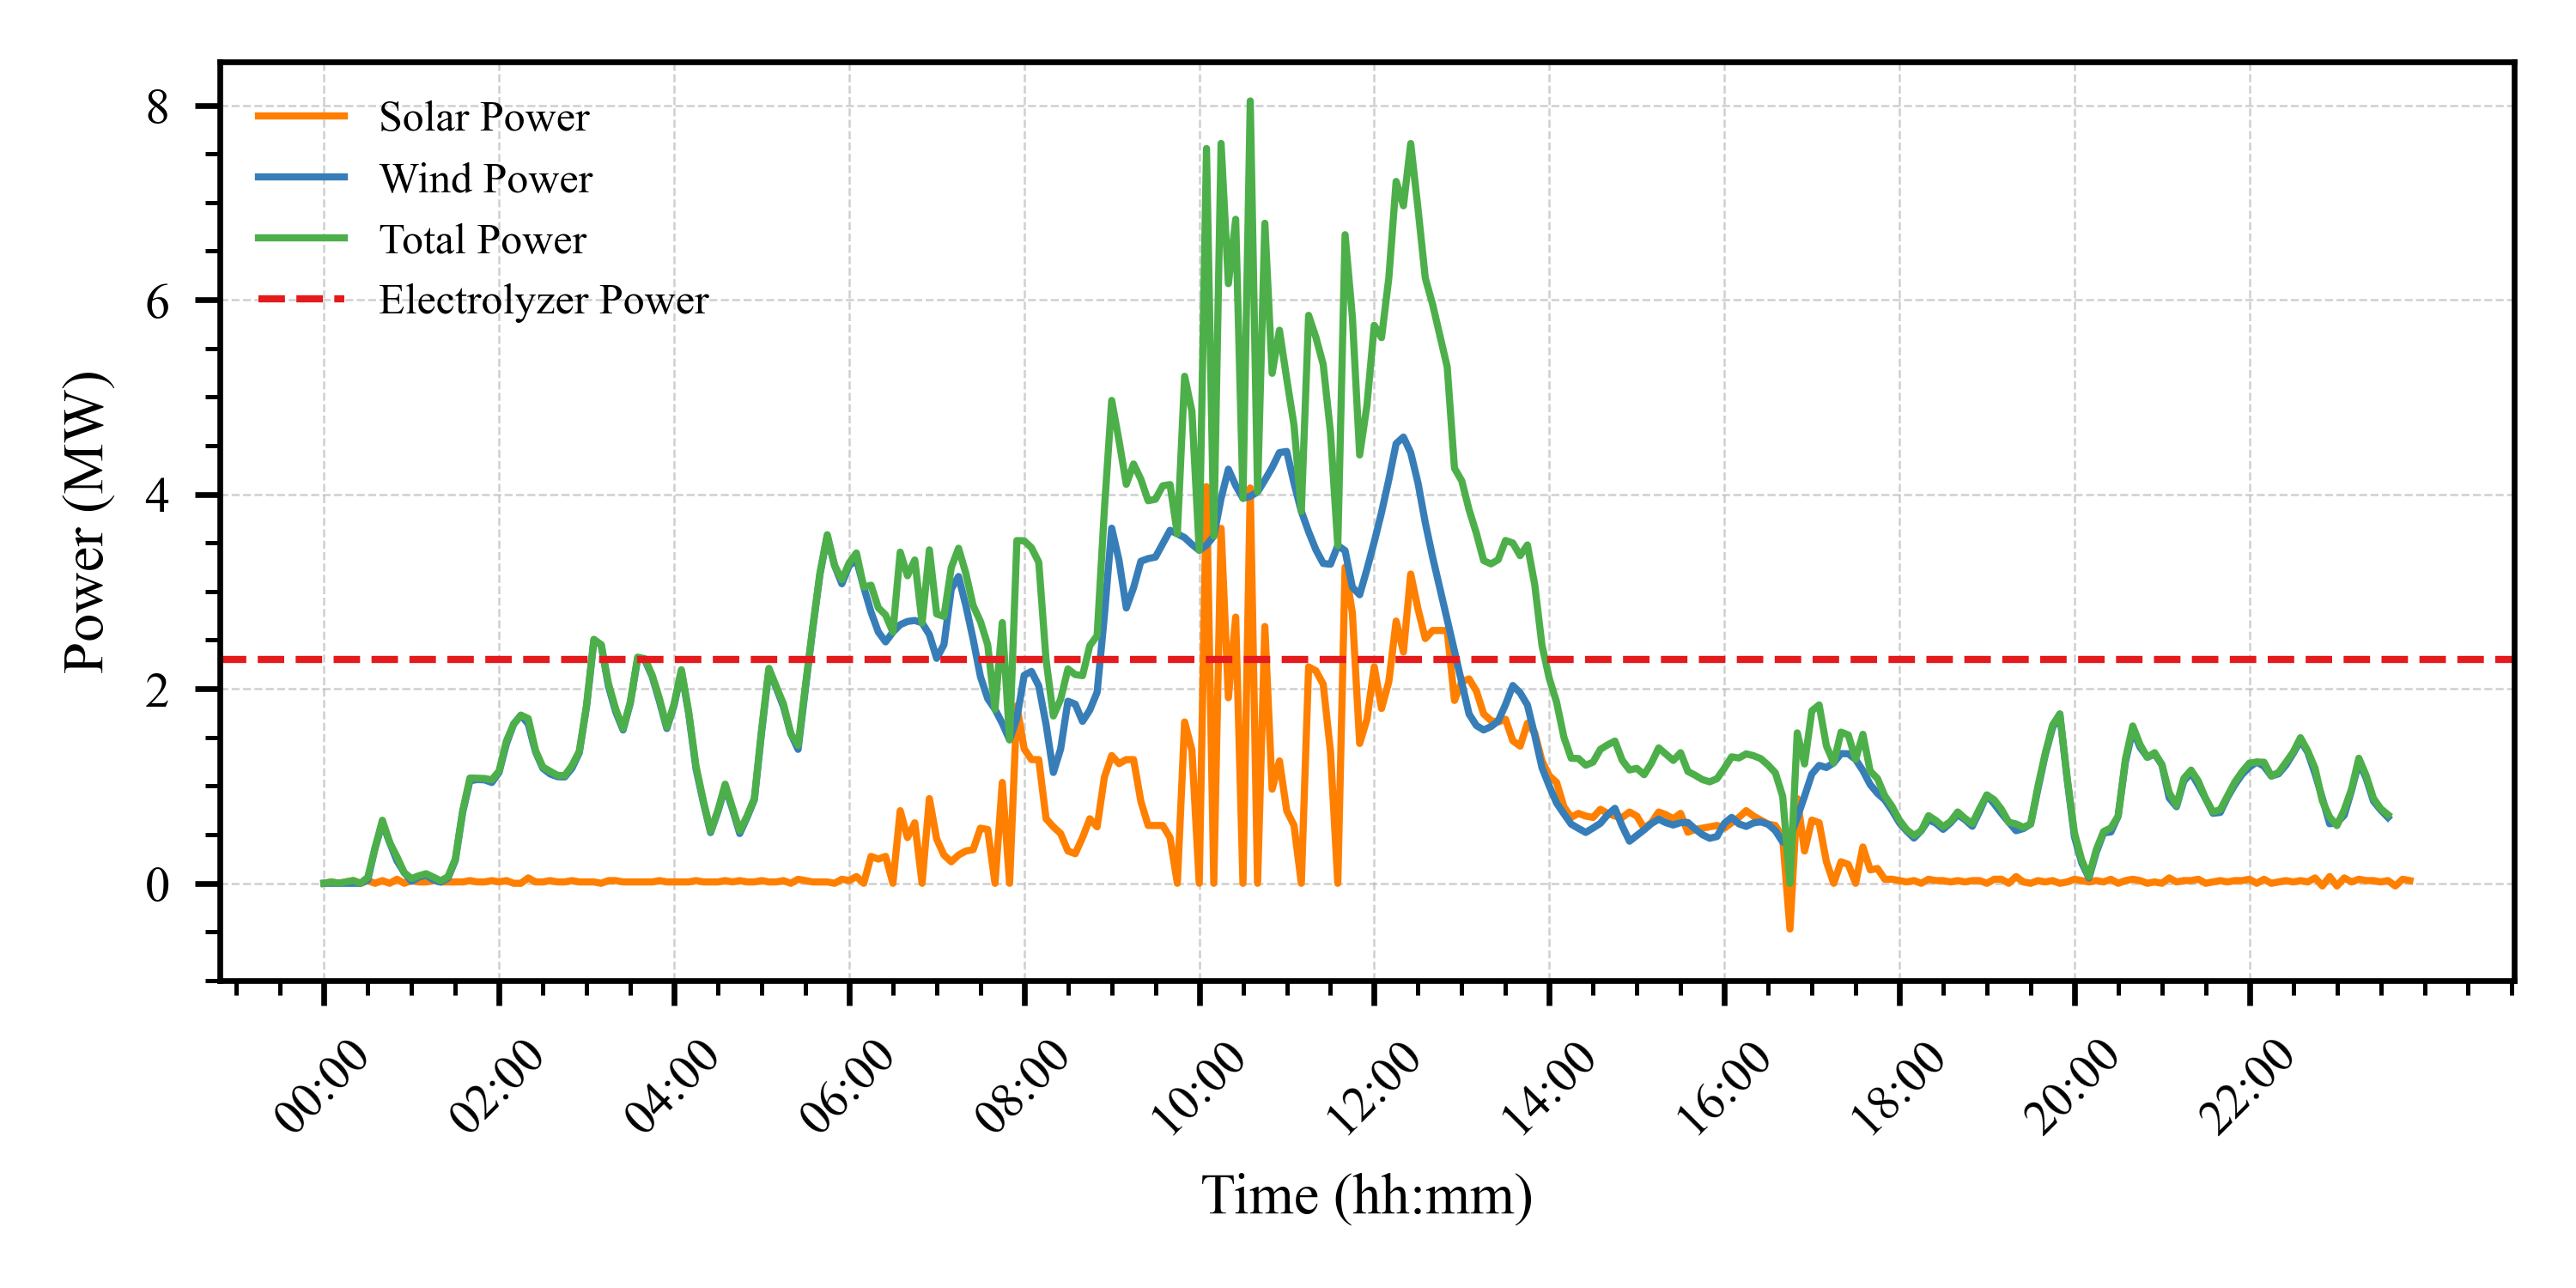 Solar Power
Wind Power
Total Power
Electrolyzer Power
8
6
4
2
0
Power (MW)
00:00 02:00 04:00 06:00 08:00 10:00 12:00 14:00 16:00 18:00 20:00 22:00
Time (hh:mm)